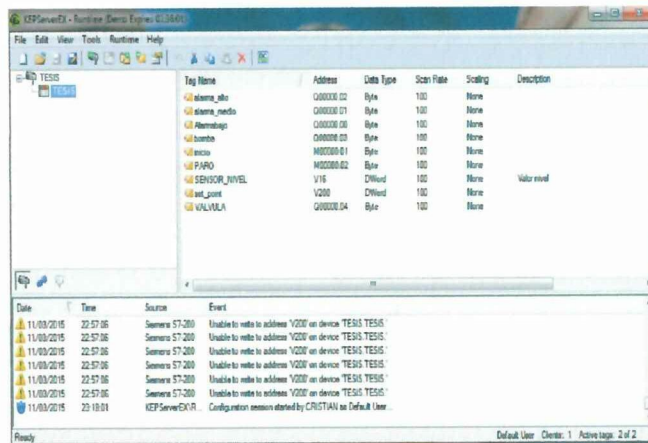 KEPServerEX - Runtime (Demo Expires
File Edit View Tools Runtime Help
TESIS
TESIS
Tag Name Address Data Type Scan Rate Scaling Description
alarma_alto Q00000.02 Byte 100 None
alarma_medio Q00000.01 Byte 100 None
Alarmabajo Q00000.00 Byte 100 None
bomba Q00000.03 Byte 100 None
inicio M00000.01 Byte 100 None
PARO M00000.02 Byte 100 None
SENSOR_NIVEL V16 DWord 100 None Valor nivel
set_point V200 DWord 100 None
VALVULA Q00000.04 Byte 100 None
Date Time Source Event
11/03/2015 22:57:06 Siemens S7-200 Unable to write to address 'V200' on device 'TESIS.TESIS.'
11/03/2015 22:57:06 Siemens S7-200 Unable to write to address 'V200' on device 'TESIS.TESIS.'
11/03/2015 22:57:06 Siemens S7-200 Unable to write to address 'V200' on device 'TESIS.TESIS.'
11/03/2015 22:57:06 Siemens S7-200 Unable to write to address 'V200' on device 'TESIS.TESIS.'
11/03/2015 22:57:06 Siemens S7-200 Unable to write to address 'V200' on device 'TESIS.TESIS.'
11/03/2015 22:57:06 Siemens S7-200 Unable to write to address 'V200' on device 'TESIS.TESIS.'
11/03/2015 23:18:01 KEPServerEX\R... Configuration session started by CRISTIAN as Default User...
Ready Default User Clients: 1 Active tags: 2 of 2